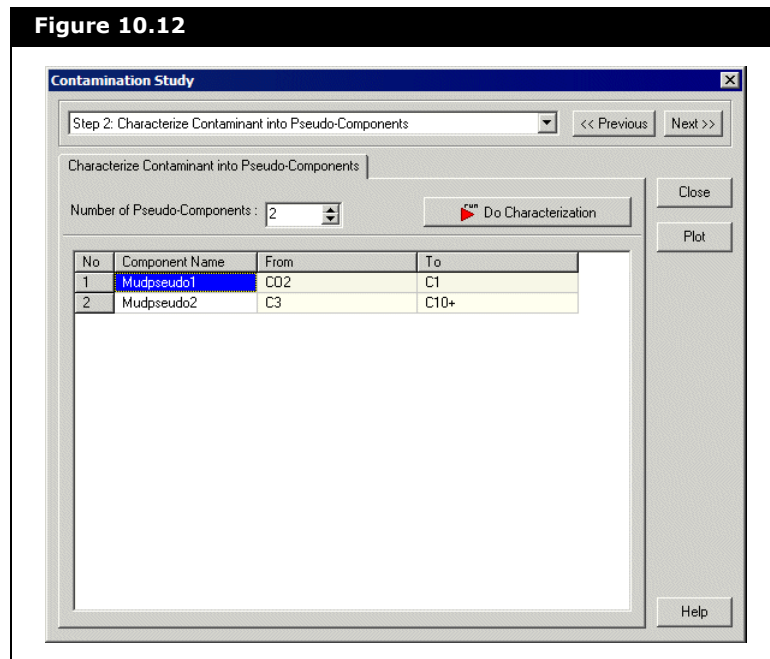 Figure 10.12
Contamination Study
Step 2: Characterize Contaminant into Pseudo-Components
<< Previous
Next >>
Characterize Contaminant into Pseudo-Components
Close
Number of Pseudo-Components :
2
Do Characterization
Plot
No Component Name From To
1 Mudpseudo1 CO2 C1
2 Mudpseudo2 C3 C10+
Help